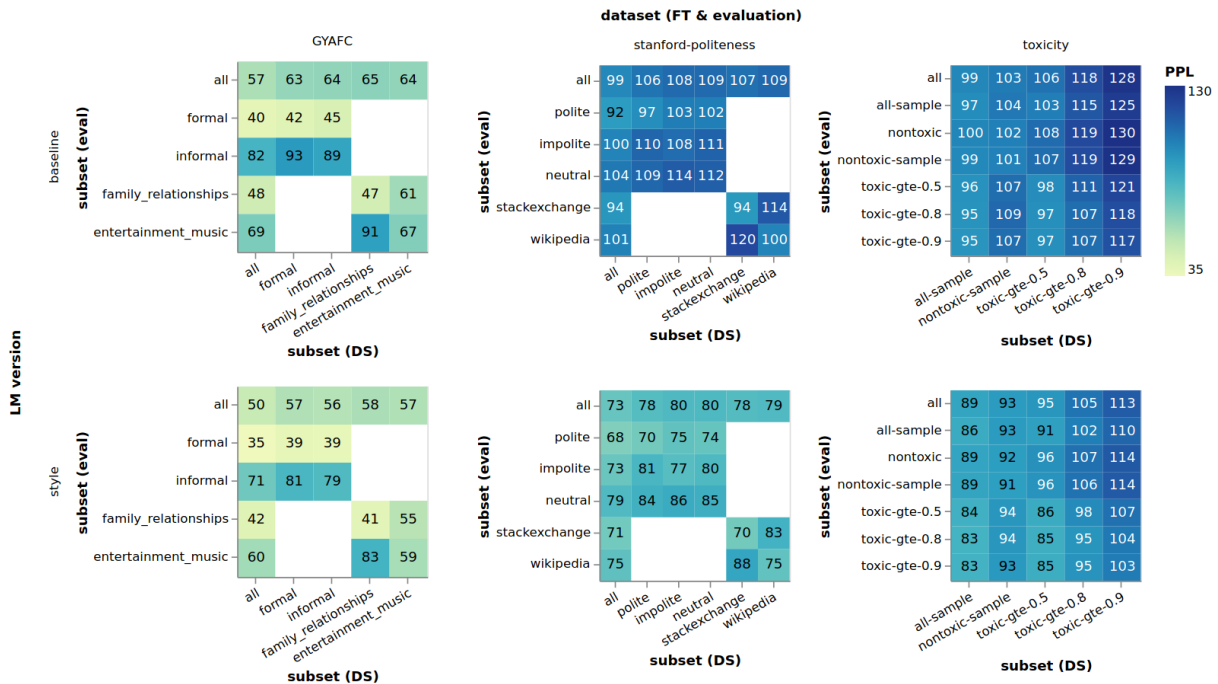 dataset (FT & evaluation)
GYAFC
stanford-politeness
toxicity
LM version
baseline
subset (eval)
all 57 63 64 65 64
formal 40 42 45
informal 82 93 89
family_relationships 48 47 61
entertainment_music 69 91 67
all formal informal family_relationships entertainment_music
subset (DS)
subset (eval)
all 99 106 108 109 107 109
polite 92 97 103 102
impolite 100 110 108 111
neutral 104 109 114 112
stackexchange 94 94 114
wikipedia 101 120 100
all polite impolite neutral stackexchange wikipedia
subset (DS)
subset (eval)
all 99 103 106 118 128
all-sample 97 104 103 115 125
nontoxic 100 102 108 119 130
nontoxic-sample 99 101 107 119 129
toxic-gte-0.5 96 107 98 111 121
toxic-gte-0.8 95 109 97 107 118
toxic-gte-0.9 95 107 97 107 117
all-sample nontoxic-sample toxic-gte-0.5 toxic-gte-0.8 toxic-gte-0.9
subset (DS)
PPL
130
35
style
subset (eval)
all 50 57 56 58 57
formal 35 39 39
informal 71 81 79
family_relationships 42 41 55
entertainment_music 60 83 59
all formal informal family_relationships entertainment_music
subset (DS)
subset (eval)
all 73 78 80 80 78 79
polite 68 70 75 74
impolite 73 81 77 80
neutral 79 84 86 85
stackexchange 71 70 83
wikipedia 75 88 75
all polite impolite neutral stackexchange wikipedia
subset (DS)
subset (eval)
all 89 93 95 105 113
all-sample 86 93 91 102 110
nontoxic 89 92 96 107 114
nontoxic-sample 89 91 96 106 114
toxic-gte-0.5 84 94 86 98 107
toxic-gte-0.8 83 94 85 95 104
toxic-gte-0.9 83 93 85 95 103
all-sample nontoxic-sample toxic-gte-0.5 toxic-gte-0.8 toxic-gte-0.9
subset (DS)